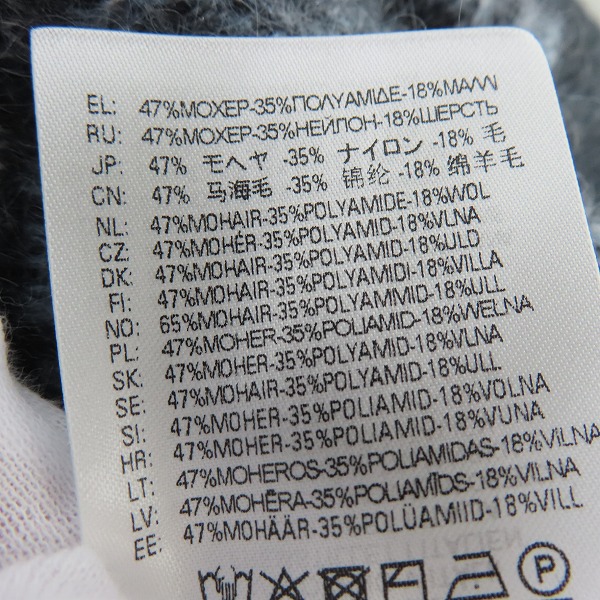 EL: 47%MOXEP-35%ΠΟΛΥAMIΔE-18%MAΛΛI
RU: 47%МОХЕР-35%НЕЙЛОН-18%ШЕРСТЬ
JP: 47% モヘヤ -35% ナイロン -18% 毛
CN: 47% 马海毛 -35% 锦纶 -18% 绵羊毛
NL: 47%MOHAIR-35%POLYAMIDE-18%WOL
CZ: 47%MOHÉR-35%POLYAMID-18%VLNA
DK: 47%MOHAIR-35%POLYAMID-18%ULD
FI: 47%MOHAIR-35%POLYAMIDI-18%VILLA
NO: 65%MOHAIR-35%POLYAMMID-18%ULL
PL: 47%MOHER-35%POLIAMID-18%WELNA
SK: 47%MOHER-35%POLYAMID-18%VLNA
SE: 47%MOHAIR-35%POLYAMID-18%ULL
SI: 47%MOHER-35%POLIAMID-18%VOLNA
HR: 47%MOHER-35%POLIAMID-18%VUNA
LT: 47%MOHEROS-35%POLIAMIDAS-18%VILNA
LV: 47%MOHĒRA-35%POLIAMĪDS-18%VILNA
EE: 47%MOHÄÄR-35%POLÜAMIID-18%VILL
P